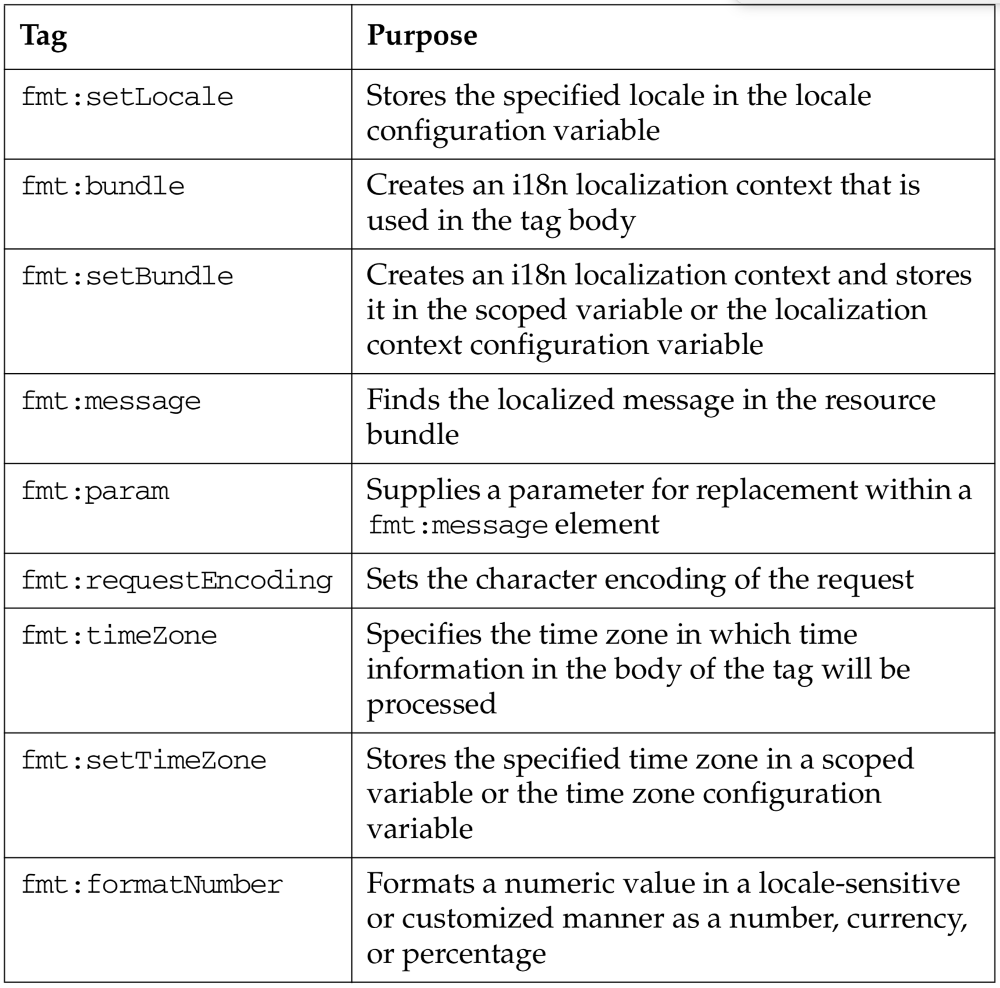 Tag Purpose
fmt:setLocale Stores the specified locale in the locale
configuration variable
fmt:bundle Creates an i18n localization context that is
used in the tag body
fmt:setBundle Creates an i18n localization context and stores
it in the scoped variable or the localization
context configuration variable
fmt:message Finds the localized message in the resource
bundle
fmt:param Supplies a parameter for replacement within a
fmt:message element
fmt:requestEncoding Sets the character encoding of the request
fmt:timeZone Specifies the time zone in which time
information in the body of the tag will be
processed
fmt:setTimeZone Stores the specified time zone in a scoped
variable or the time zone configuration
variable
fmt:formatNumber Formats a numeric value in a locale-sensitive
or customized manner as a number, currency,
or percentage